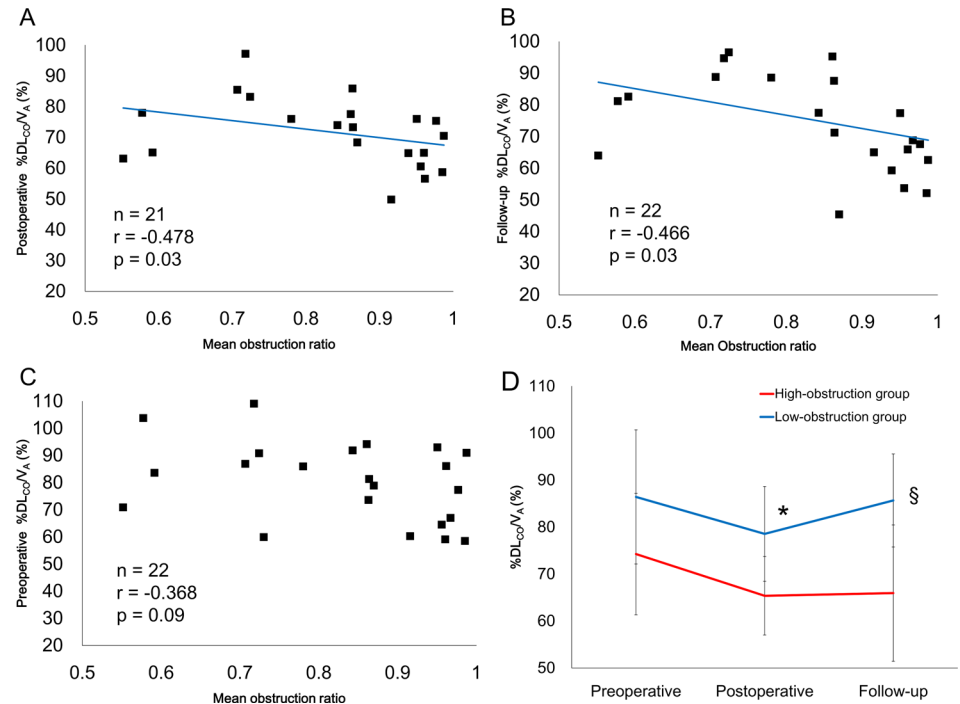 A
Postoperative %DLCO/VA (%)
100
90
80
70
60
50
40
30
20
n = 21
r = -0.478
p = 0.03
0.5 0.6 0.7 0.8 0.9 1
Mean obstruction ratio
B
Follow-up %DLCO/VA (%)
100
90
80
70
60
50
40
30
20
n = 22
r = -0.466
p = 0.03
0.5 0.6 0.7 0.8 0.9 1
Mean Obstruction ratio
C
Preoperative %DLCO/VA (%)
110
100
90
80
70
60
50
40
30
20
n = 22
r = -0.368
p = 0.09
0.5 0.6 0.7 0.8 0.9 1
Mean obstruction ratio
D
%DLCO/VA (%)
110
100
90
80
70
60
50
High-obstruction group
Low-obstruction group
*
§
Preoperative Postoperative Follow-up